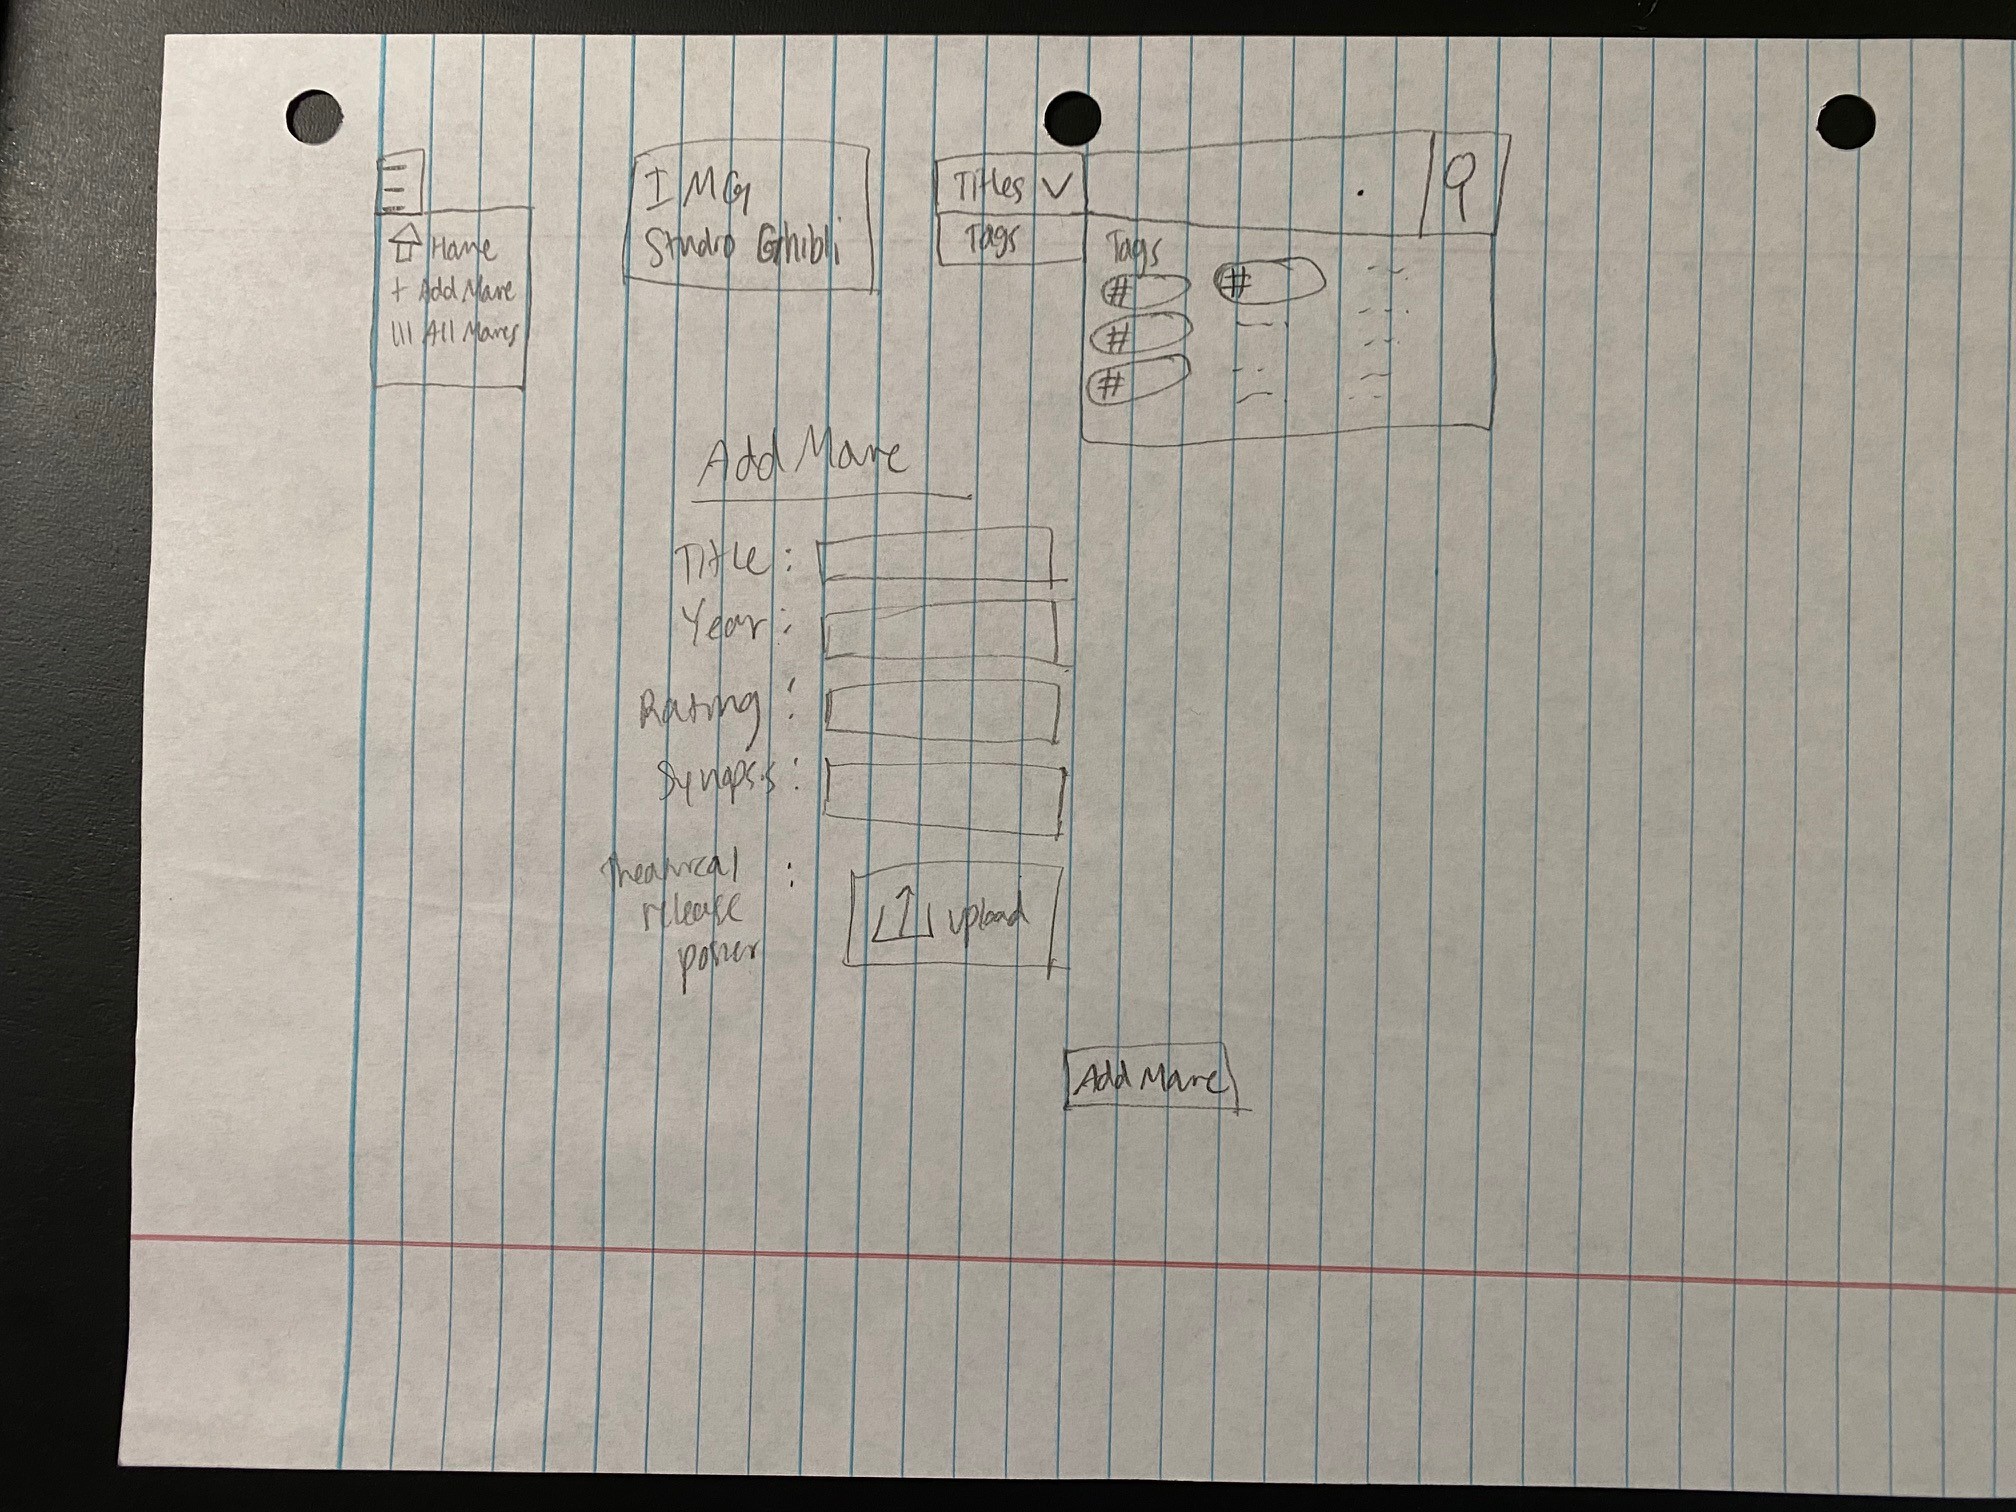 Home
+ Add Movie
All Movies
IMG
Studio Ghibli
Titles
Tags
Tags
#
#
#
#
Add Movie
Title:
Year:
Rating:
Synopsis:
Theatrical :
release
poster
upload
Add Movie